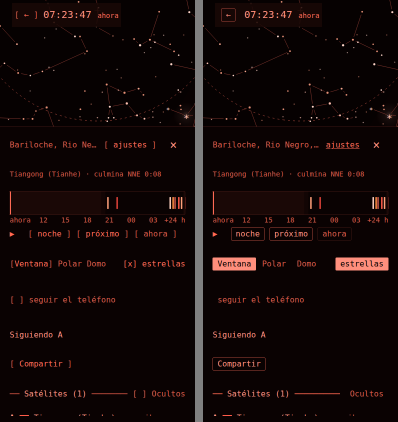 [ ← ] 07:23:47 ahora
Bariloche, Rio Ne… [ ajustes ] ×
Tiangong (Tianhe) · culmina NNE 0:08
ahora 12 15 18 21 00 03 +24 h
▶ [ noche ] [ próximo ] [ ahora ]
[Ventana] Polar Domo [x] estrellas
[ ] seguir el teléfono
Siguiendo A
[ Compartir ]
Satélites (1) [ ] Ocultos
← 07:23:47 ahora
Bariloche, Rio Negro,… ajustes ×
Tiangong (Tianhe) · culmina NNE 0:08
ahora 12 15 18 21 00 03 +24 h
▶ noche próximo ahora
Ventana Polar Domo estrellas
seguir el teléfono
Siguiendo A
Compartir
Satélites (1) Ocultos